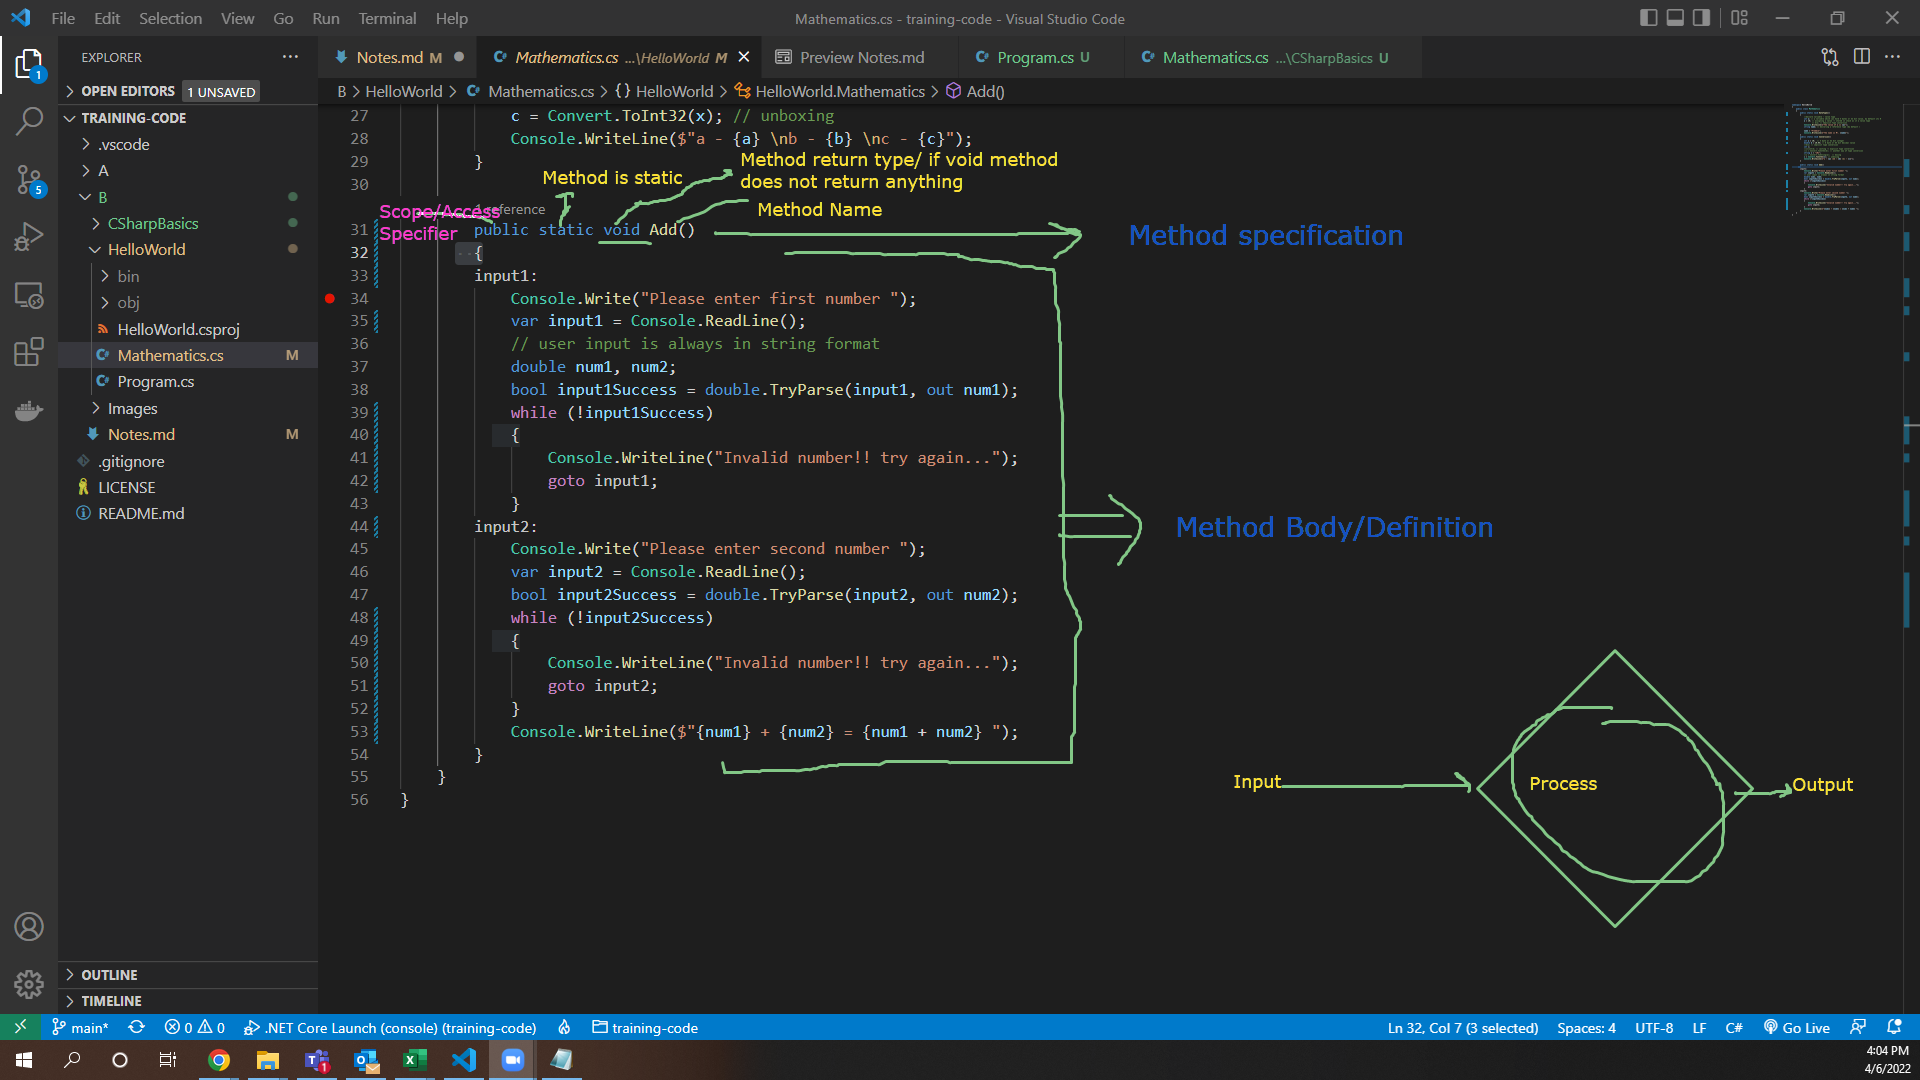 File Edit Selection View Go Run Terminal Help
Mathematics.cs - training-code - Visual Studio Code
EXPLORER
OPEN EDITORS 1 UNSAVED
TRAINING-CODE
.vscode
A
B
CSharpBasics
HelloWorld
bin
obj
HelloWorld.csproj
Mathematics.cs M
Program.cs
Images
Notes.md M
.gitignore
LICENSE
README.md
OUTLINE
TIMELINE
1
5
Notes.md M
Mathematics.cs ...\HelloWorld M
Preview Notes.md
Program.cs U
Mathematics.cs ...\CSharpBasics U
B > HelloWorld > Mathematics.cs > {} HelloWorld > HelloWorld.Mathematics > Add()
27 c = Convert.ToInt32(x); // unboxing
28 Console.WriteLine($"a - {a} \nb - {b} \nc - {c}");
29 }
30
Method is static
Method return type/ if void method
does not return anything
Method Name
Scope/Access
Specifier
1 reference
31 public static void Add()
Method specification
32 {
33 input1:
34 Console.Write("Please enter first number ");
35 var input1 = Console.ReadLine();
36 // user input is always in string format
37 double num1, num2;
38 bool input1Success = double.TryParse(input1, out num1);
39 while (!input1Success)
40 {
41 Console.WriteLine("Invalid number!! try again...");
42 goto input1;
43 }
44 input2:
45 Console.Write("Please enter second number ");
46 var input2 = Console.ReadLine();
47 bool input2Success = double.TryParse(input2, out num2);
48 while (!input2Success)
49 {
50 Console.WriteLine("Invalid number!! try again...");
51 goto input2;
52 }
53 Console.WriteLine($"{num1} + {num2} = {num1 + num2} ");
54 }
55 }
56 }
Method Body/Definition
Input
Process
Output
main* 0 0 .NET Core Launch (console) (training-code) training-code
Ln 32, Col 7 (3 selected) Spaces: 4 UTF-8 LF C# Go Live
1
4:04 PM
4/6/2022